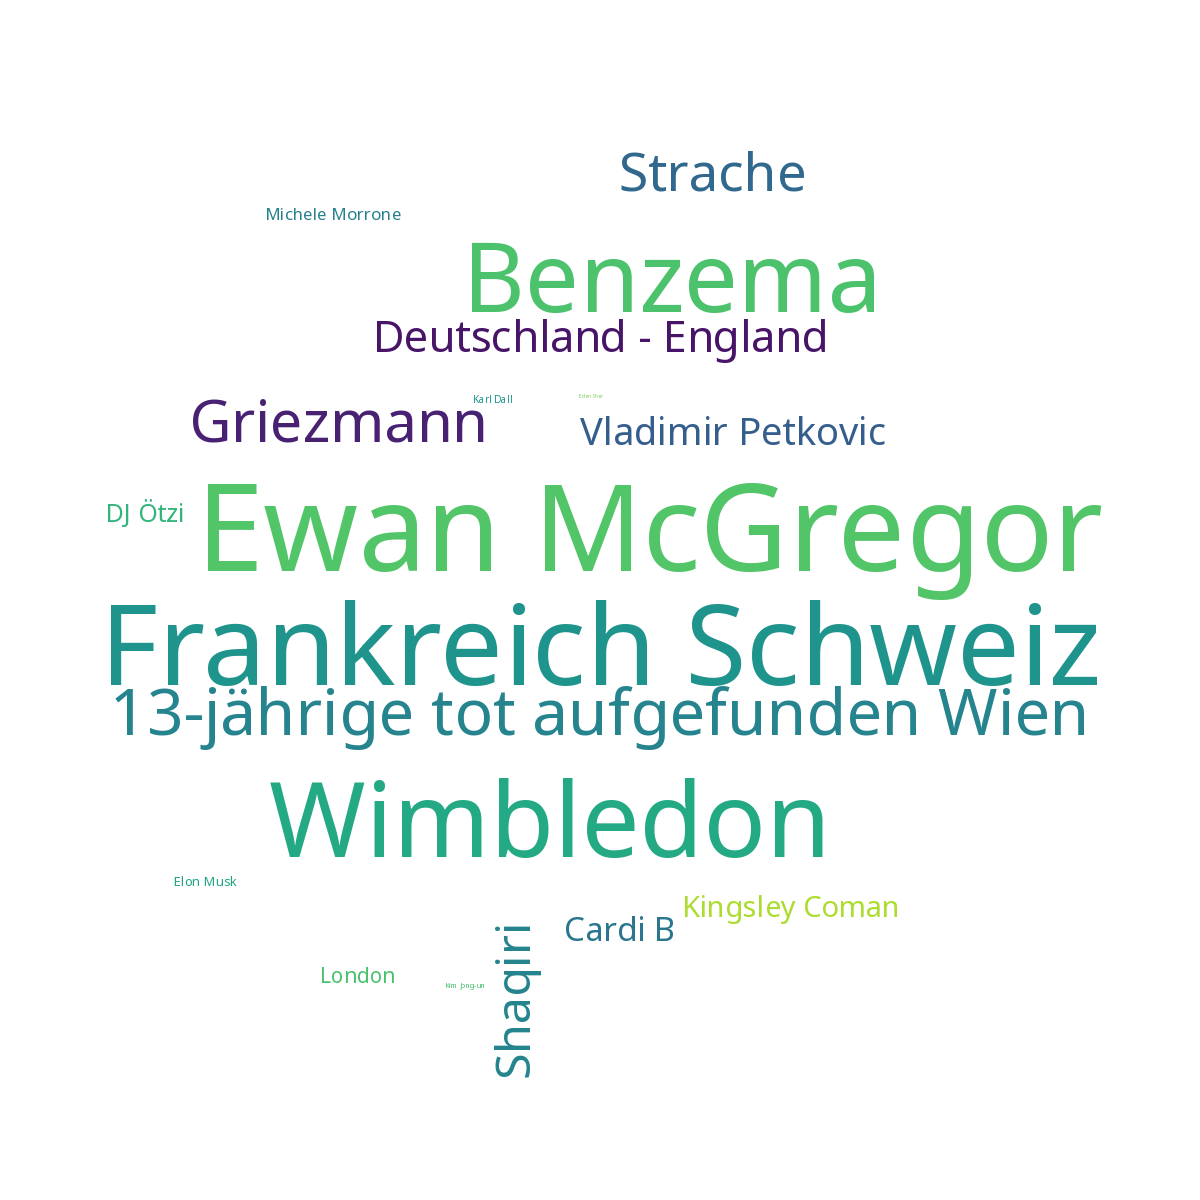 Strache
Michele Morrone
Benzema
Deutschland - England
Karl Dall
Griezmann
Vladimir Petkovic
Ewan McGregor
DJ Ötzi
Frankreich Schweiz
13-jährige tot aufgefunden Wien
Wimbledon
Elon Musk
Kingsley Coman
Cardi B
Shaqiri
London
Kim Jong-un